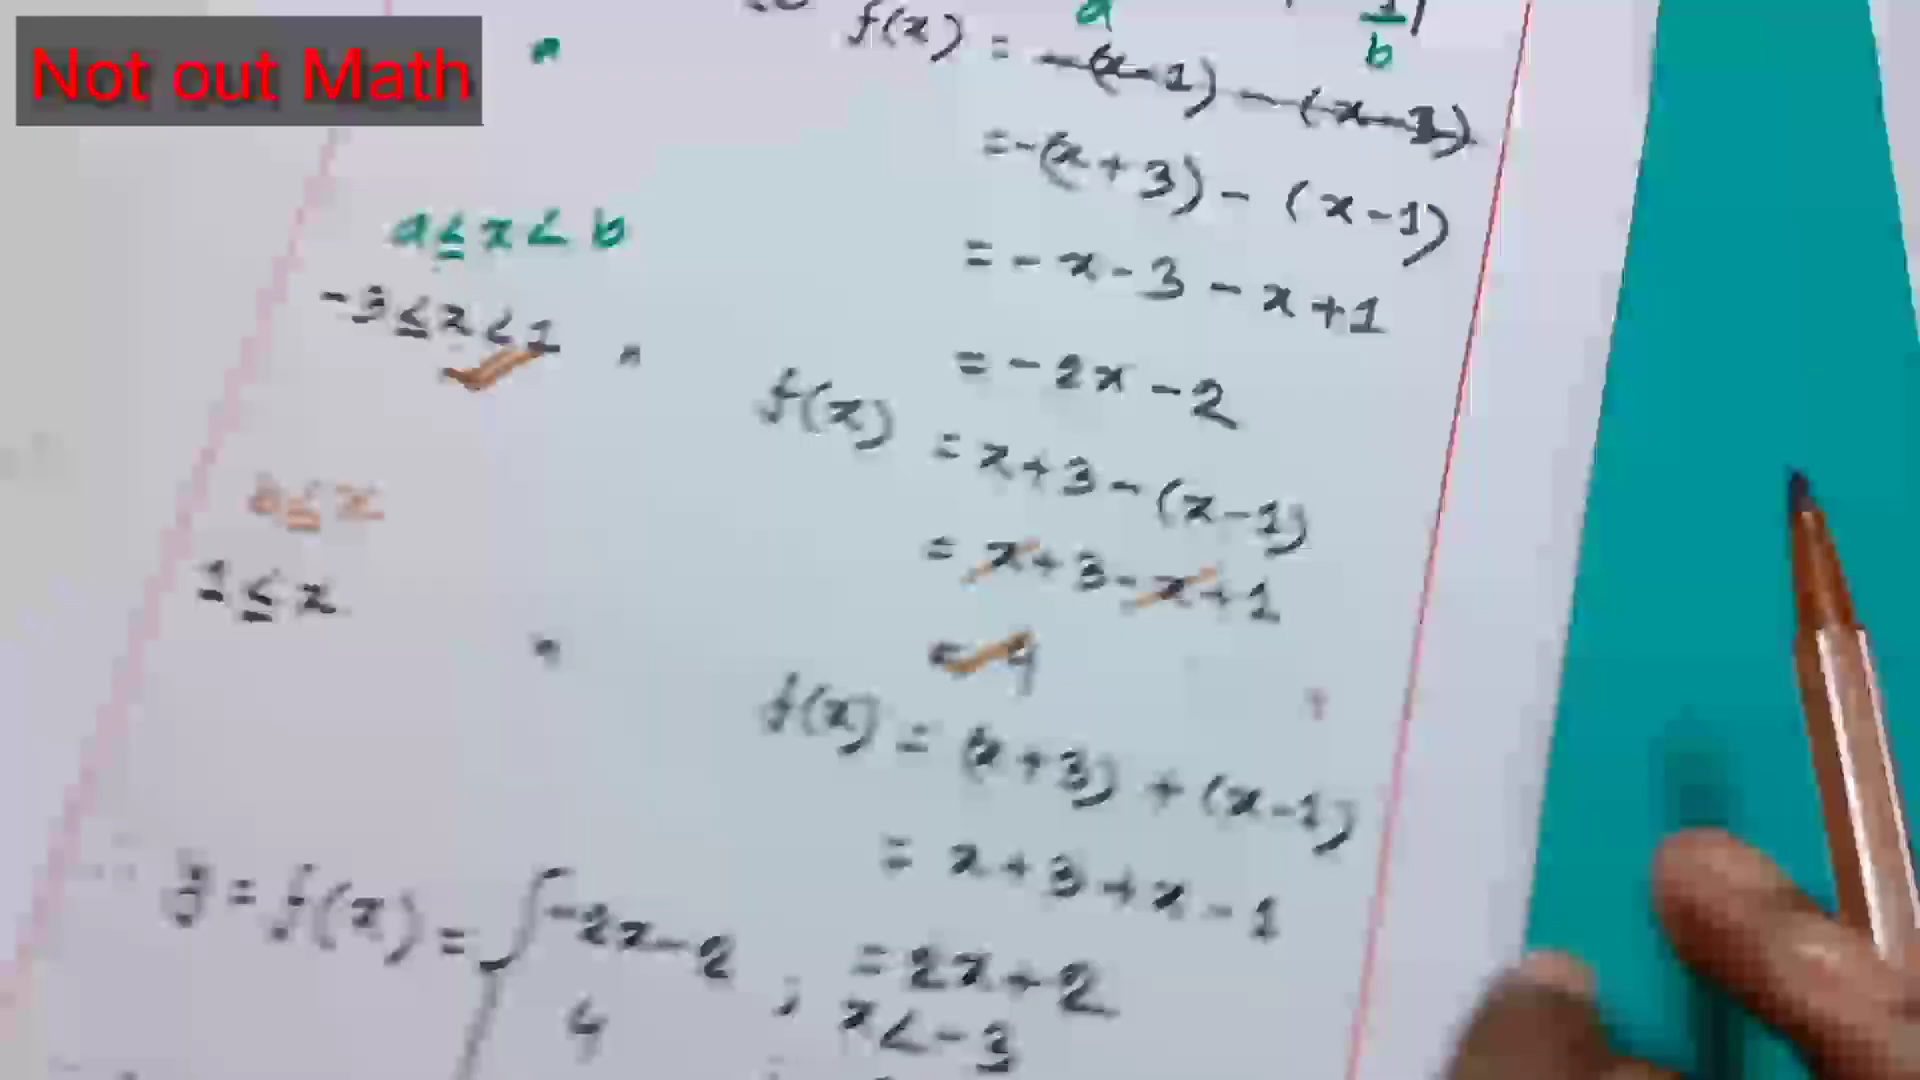 Not out Math
a
1
b
f(x) = -(x-1) - (x-3)
= -(x+3) - (x-1)
a ≤ x < b
= - x - 3 - x + 1
-3 ≤ x < 1 "
= - 2x - 2
f(x) = x+3 - (x-1)
b ≤ x
= x + 3 - x + 1
1 ≤ x "
= 4
f(x) = (x+3) + (x-1)
= x + 3 + x - 1
= 2x + 2
y = f(x) = { -2x - 2 ; x < -3
4